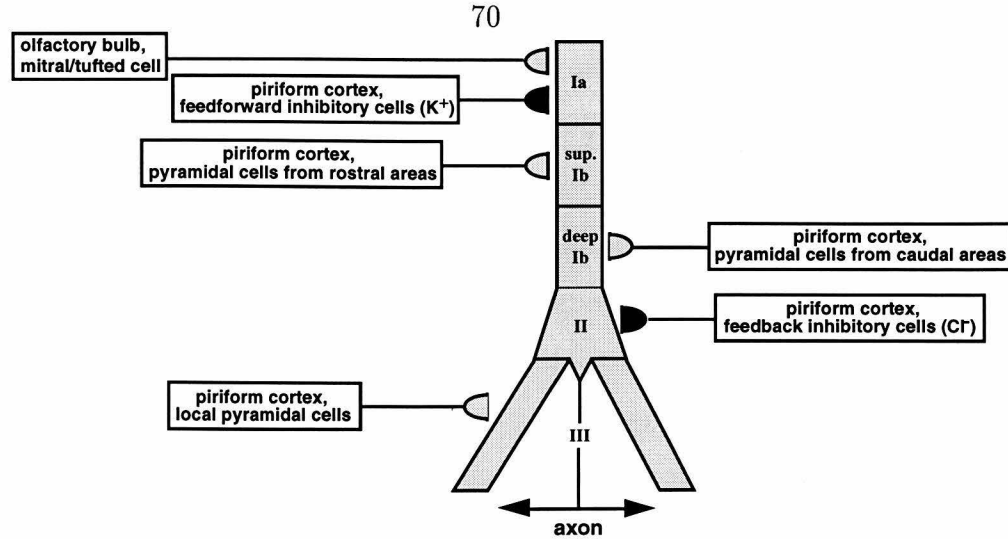 70
olfactory bulb,
mitral/tufted cell
piriform cortex,
feedforward inhibitory cells (K+)
piriform cortex,
pyramidal cells from rostral areas
Ia
sup.
Ib
deep
Ib
piriform cortex,
pyramidal cells from caudal areas
II
piriform cortex,
feedback inhibitory cells (Cl-)
piriform cortex,
local pyramidal cells
III
axon